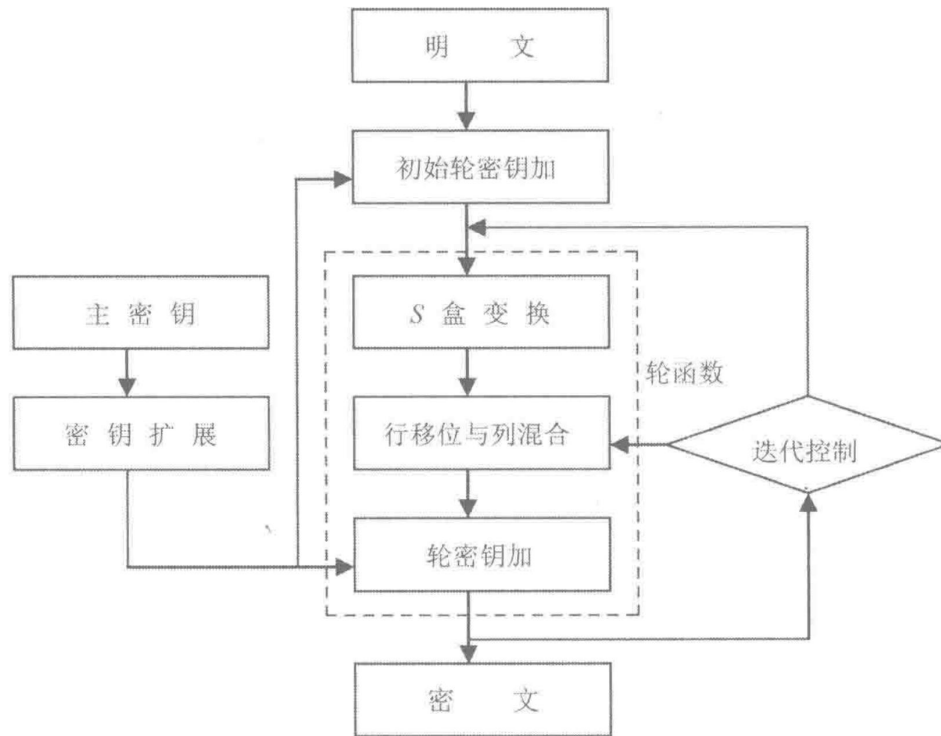 明 文
初始轮密钥加
S 盒 变 换
主 密 钥
轮函数
密 钥 扩 展
行移位与列混合
迭代控制
轮密钥加
密 文